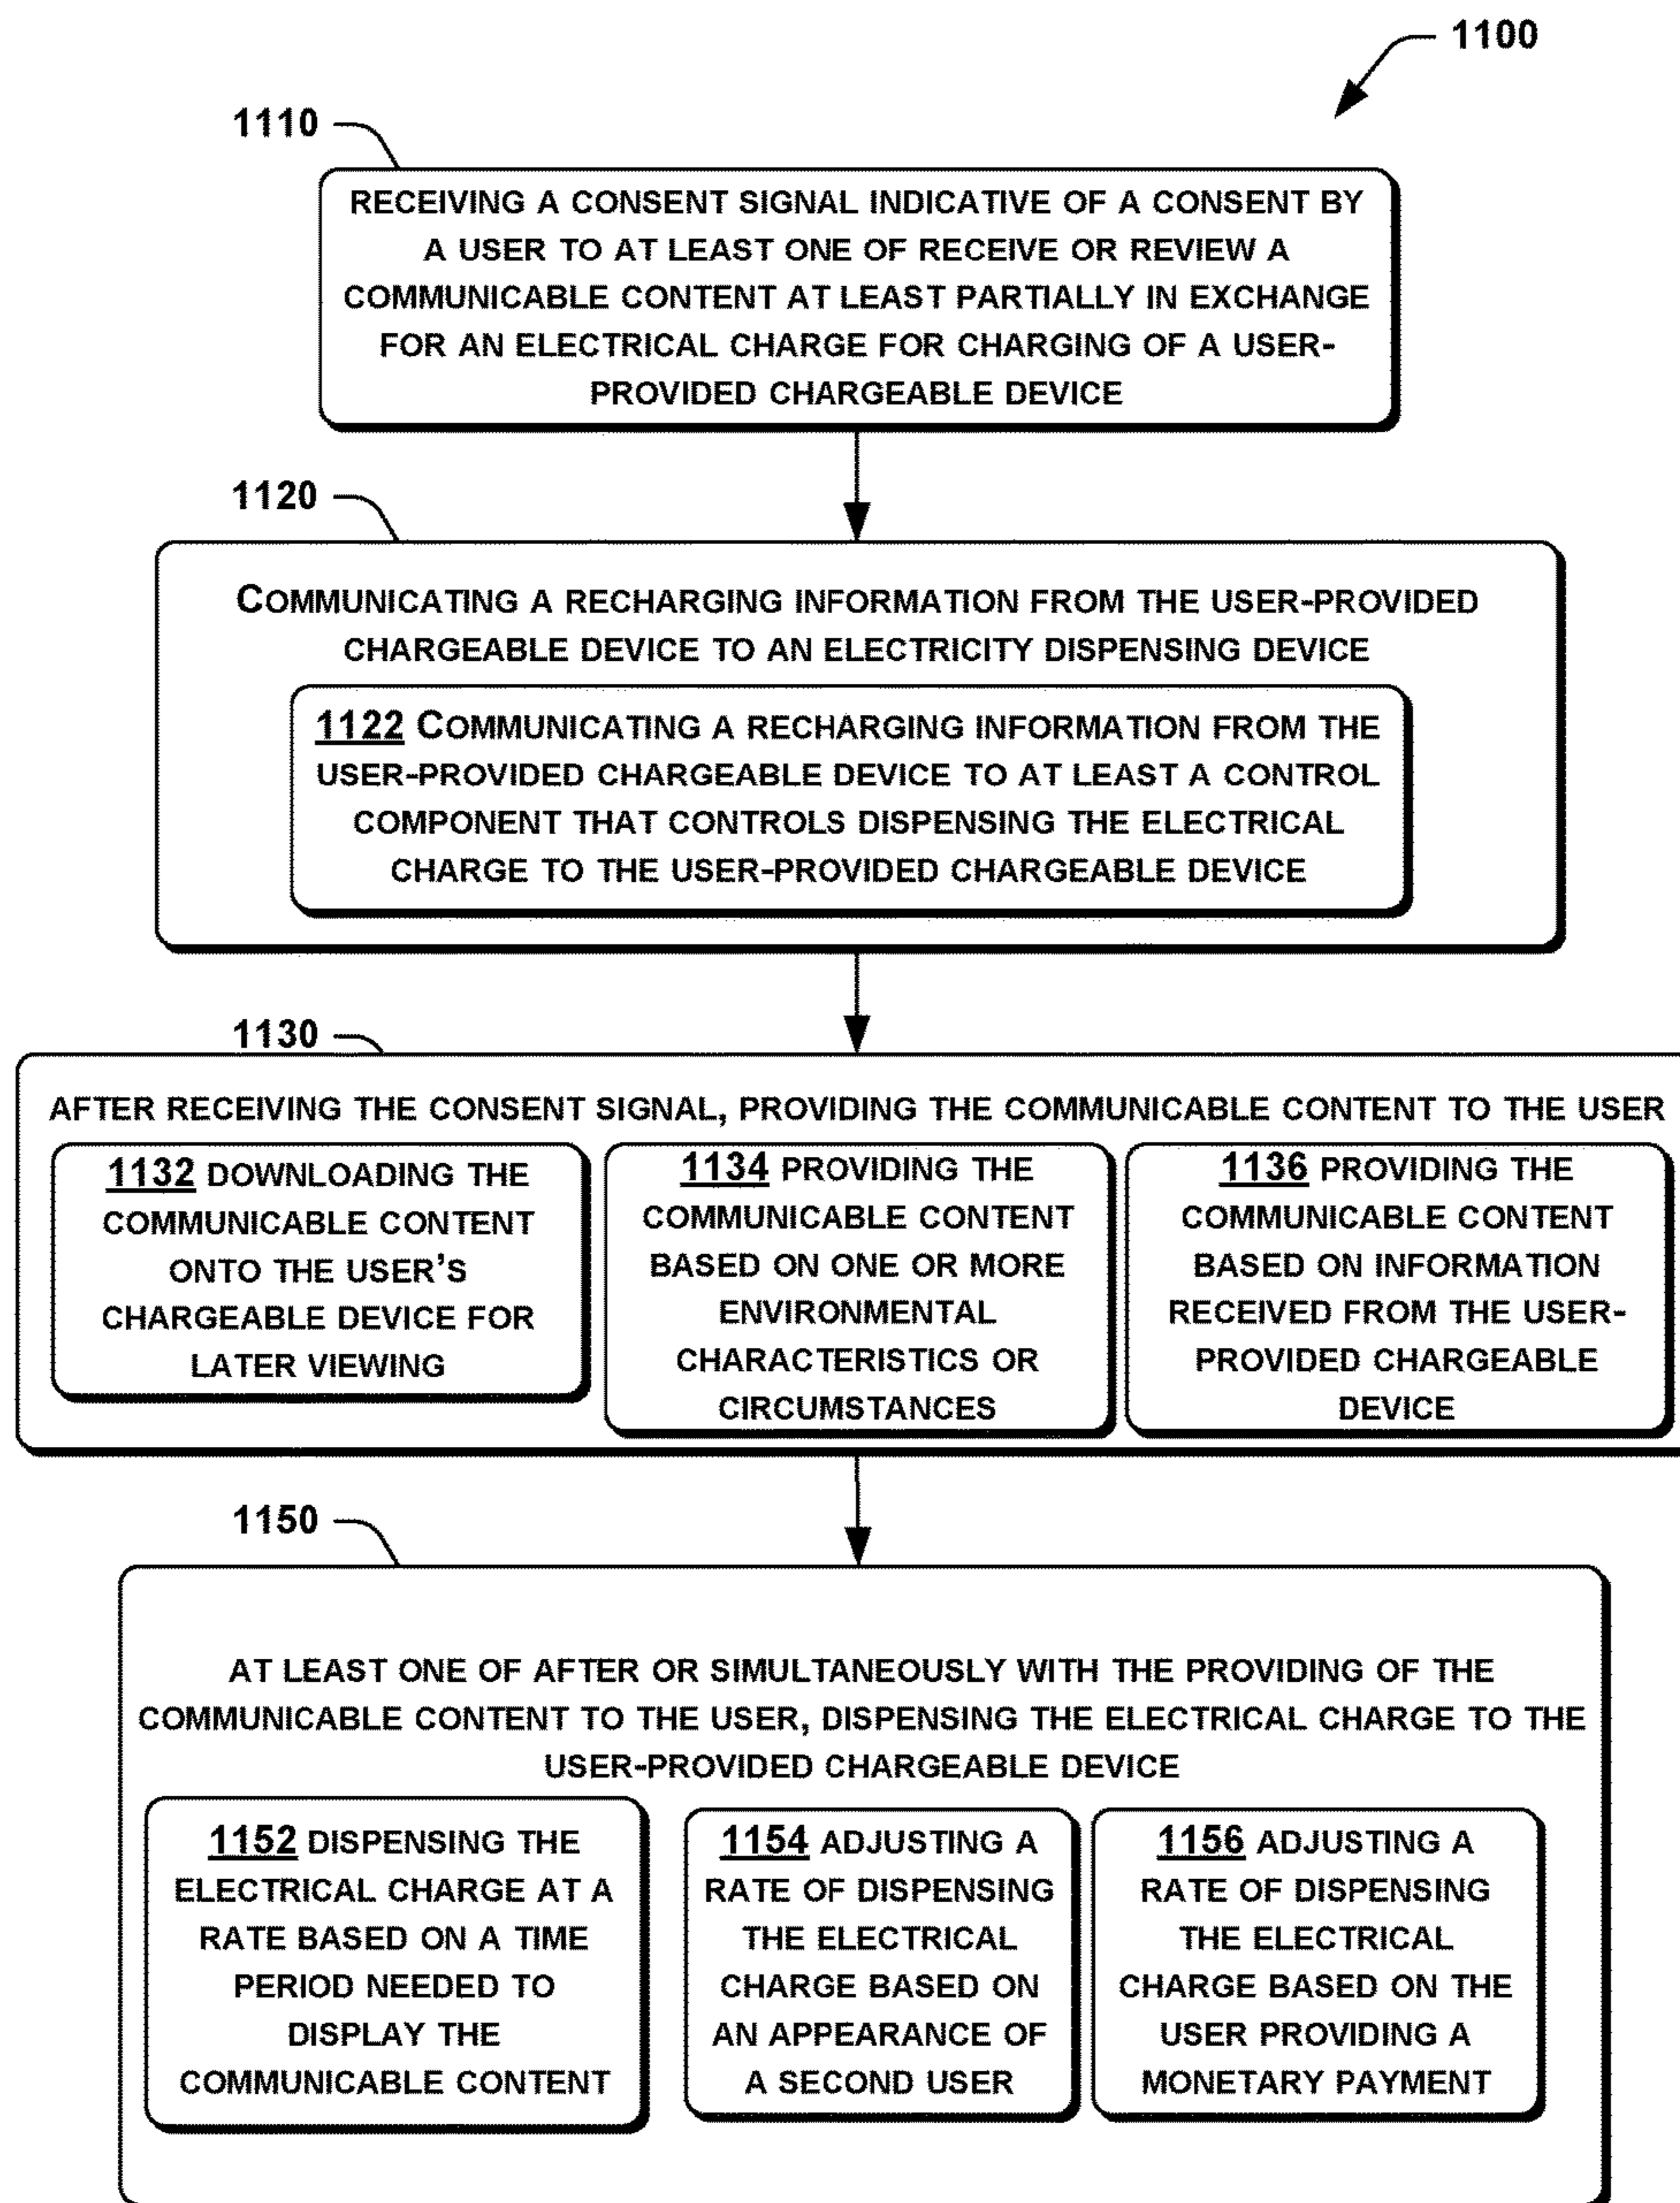 1100
1110
RECEIVING A CONSENT SIGNAL INDICATIVE OF A CONSENT BY
A USER TO AT LEAST ONE OF RECEIVE OR REVIEW A
COMMUNICABLE CONTENT AT LEAST PARTIALLY IN EXCHANGE
FOR AN ELECTRICAL CHARGE FOR CHARGING OF A USER-
PROVIDED CHARGEABLE DEVICE
1120
COMMUNICATING A RECHARGING INFORMATION FROM THE USER-PROVIDED
CHARGEABLE DEVICE TO AN ELECTRICITY DISPENSING DEVICE
1122 COMMUNICATING A RECHARGING INFORMATION FROM THE
USER-PROVIDED CHARGEABLE DEVICE TO AT LEAST A CONTROL
COMPONENT THAT CONTROLS DISPENSING THE ELECTRICAL
CHARGE TO THE USER-PROVIDED CHARGEABLE DEVICE
1130
AFTER RECEIVING THE CONSENT SIGNAL, PROVIDING THE COMMUNICABLE CONTENT TO THE USER
1132 DOWNLOADING THE
COMMUNICABLE CONTENT
ONTO THE USER'S
CHARGEABLE DEVICE FOR
LATER VIEWING
1134 PROVIDING THE
COMMUNICABLE CONTENT
BASED ON ONE OR MORE
ENVIRONMENTAL
CHARACTERISTICS OR
CIRCUMSTANCES
1136 PROVIDING THE
COMMUNICABLE CONTENT
BASED ON INFORMATION
RECEIVED FROM THE USER-
PROVIDED CHARGEABLE
DEVICE
1150
AT LEAST ONE OF AFTER OR SIMULTANEOUSLY WITH THE PROVIDING OF THE
COMMUNICABLE CONTENT TO THE USER, DISPENSING THE ELECTRICAL CHARGE TO THE
USER-PROVIDED CHARGEABLE DEVICE
1152 DISPENSING THE
ELECTRICAL CHARGE AT A
RATE BASED ON A TIME
PERIOD NEEDED TO
DISPLAY THE
COMMUNICABLE CONTENT
1154 ADJUSTING A
RATE OF DISPENSING
THE ELECTRICAL
CHARGE BASED ON
AN APPEARANCE OF
A SECOND USER
1156 ADJUSTING A
RATE OF DISPENSING
THE ELECTRICAL
CHARGE BASED ON THE
USER PROVIDING A
MONETARY PAYMENT